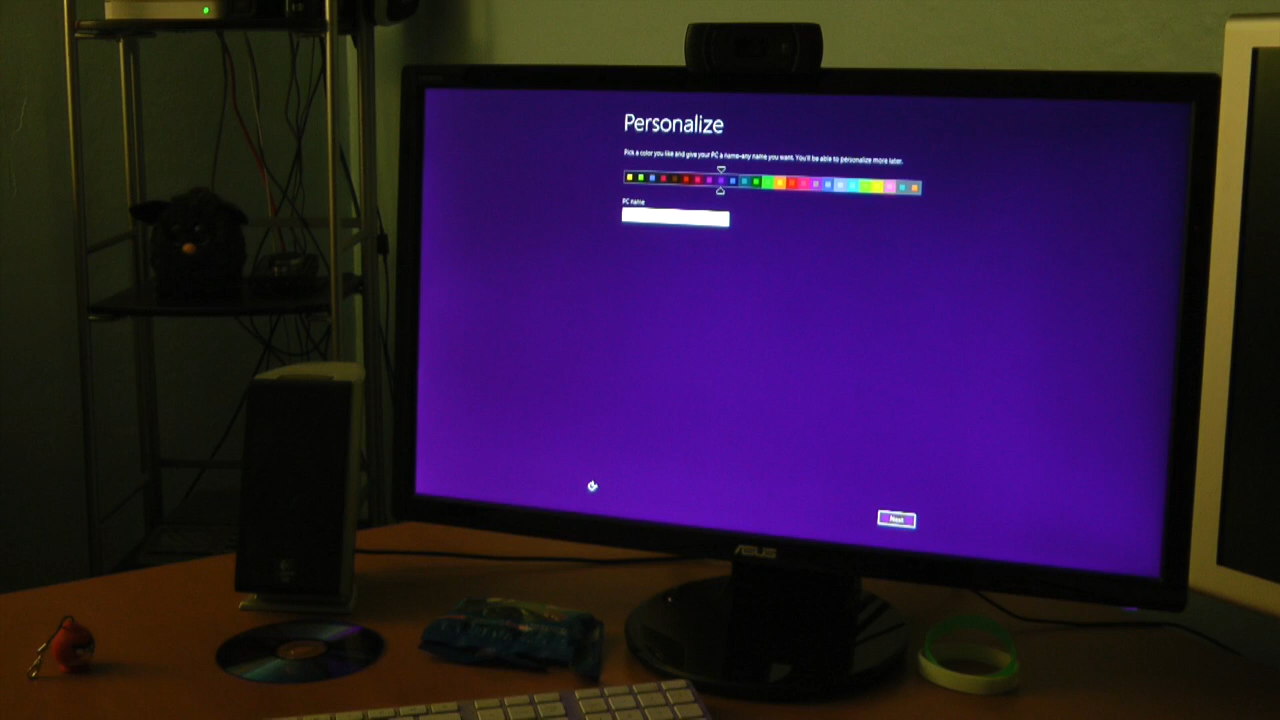 Personalize
Pick a color you like and give your PC a name-any name you want. You'll be able to personalize more later.
PC name
Next
ASUS